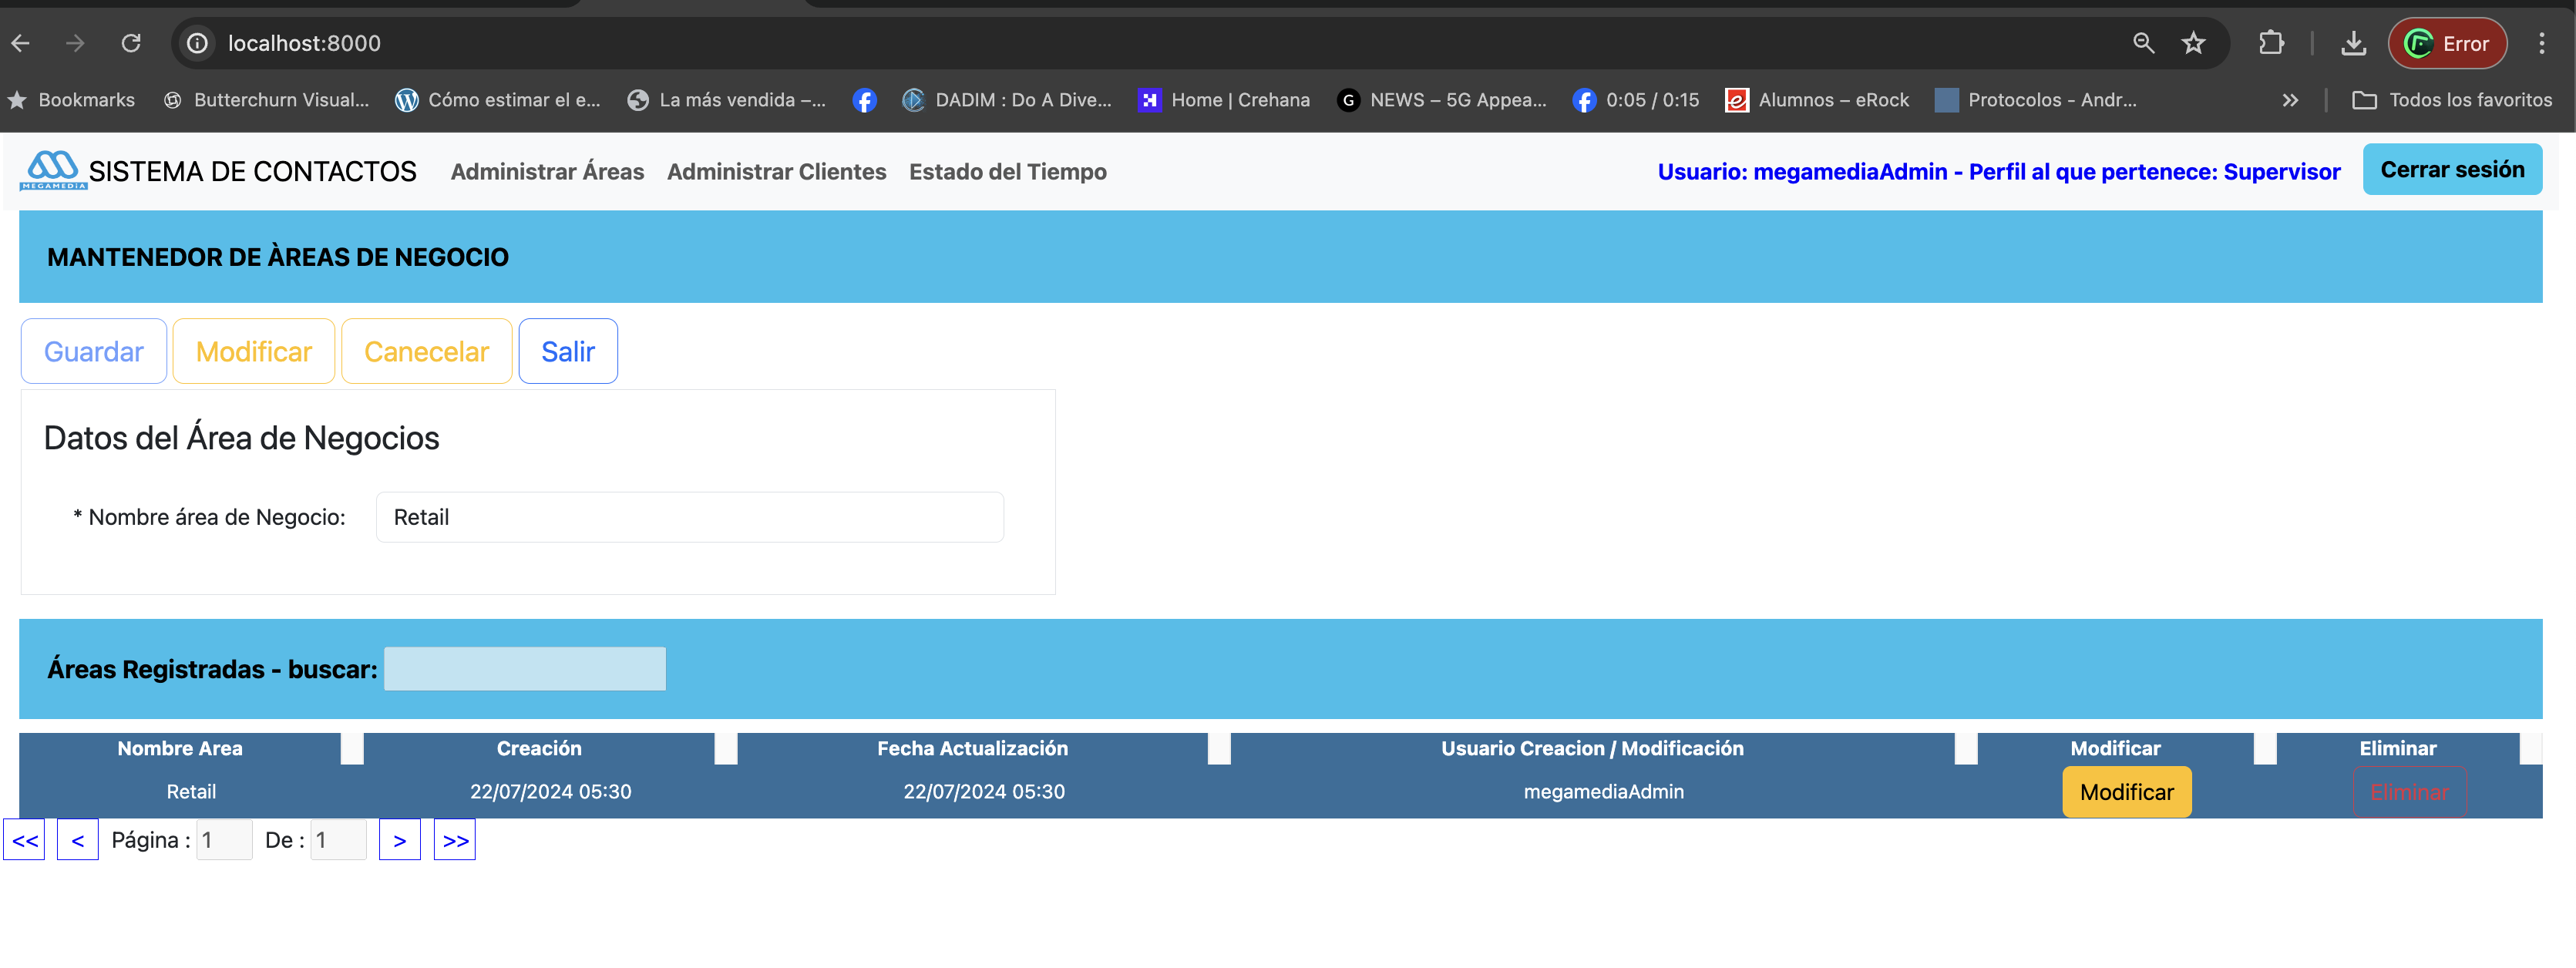 localhost:8000
Error
Bookmarks
Butterchurn Visual...
Cómo estimar el e...
La más vendida –...
DADIM : Do A Dive...
Home | Crehana
NEWS – 5G Appea...
0:05 / 0:15
Alumnos – eRock
Protocolos - Andr...
Todos los favoritos
MEGAMEDIA
SISTEMA DE CONTACTOS
Administrar Áreas
Administrar Clientes
Estado del Tiempo
Usuario: megamediaAdmin - Perfil al que pertenece: Supervisor
Cerrar sesión
MANTENEDOR DE ÀREAS DE NEGOCIO
Guardar
Modificar
Canecelar
Salir
Datos del Área de Negocios
* Nombre área de Negocio:
Retail
Áreas Registradas - buscar:
Nombre Area
Creación
Fecha Actualización
Usuario Creacion / Modificación
Modificar
Eliminar
Retail
22/07/2024 05:30
22/07/2024 05:30
megamediaAdmin
Modificar
Eliminar
<< < Página : 1 De : 1 > >>